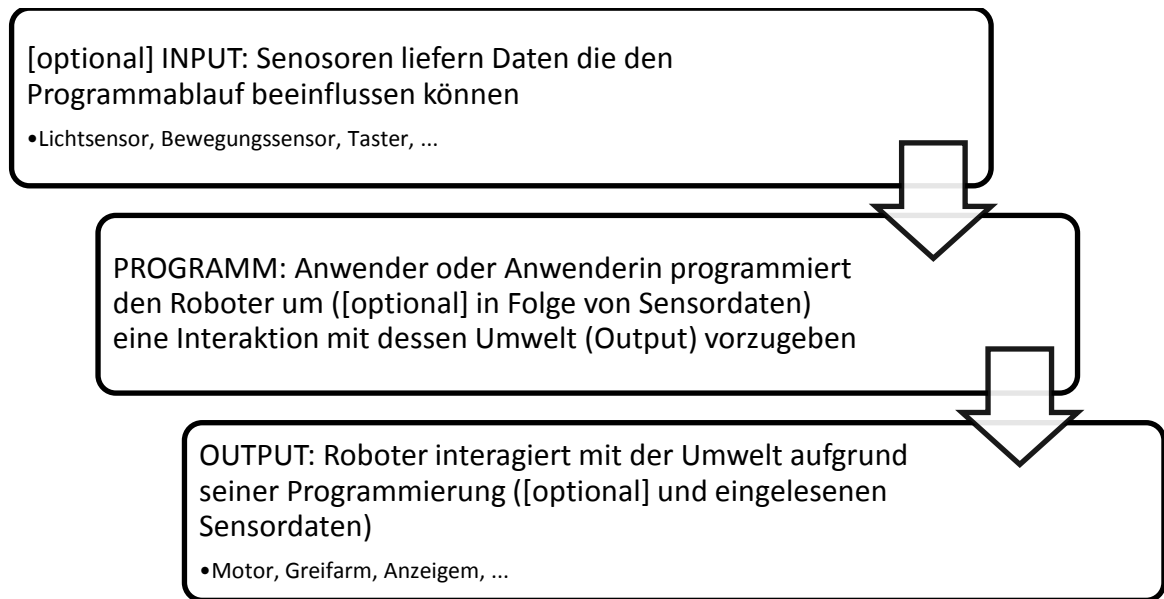 [optional] INPUT: Senosoren liefern Daten die den
Programmablauf beeinflussen können
•Lichtsensor, Bewegungssensor, Taster, ...
PROGRAMM: Anwender oder Anwenderin programmiert
den Roboter um ([optional] in Folge von Sensordaten)
eine Interaktion mit dessen Umwelt (Output) vorzugeben
OUTPUT: Roboter interagiert mit der Umwelt aufgrund
seiner Programmierung ([optional] und eingelesenen
Sensordaten)
•Motor, Greifarm, Anzeigem, ...